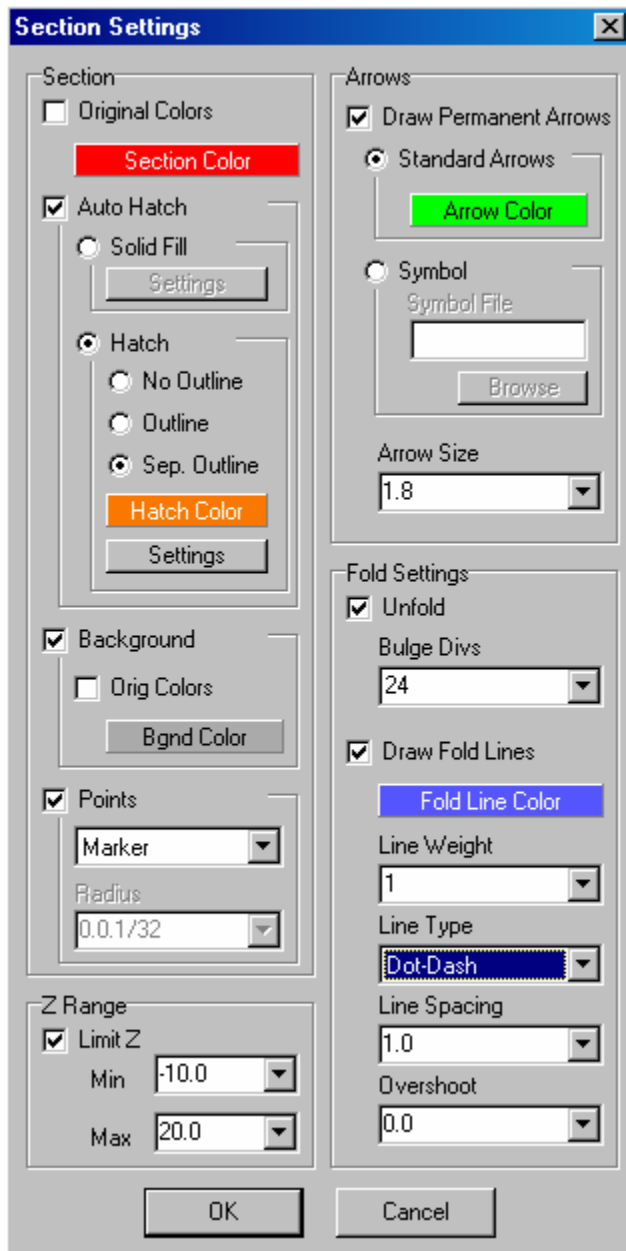 Section Settings
Section
Original Colors
Section Color
Auto Hatch
Solid Fill
Settings
Hatch
No Outline
Outline
Sep. Outline
Hatch Color
Settings
Background
Orig Colors
Bgnd Color
Points
Marker
Radius
0.0.1/32
Z Range
Limit Z
Min -10.0
Max 20.0
Arrows
Draw Permanent Arrows
Standard Arrows
Arrow Color
Symbol
Symbol File
Browse
Arrow Size
1.8
Fold Settings
Unfold
Bulge Divs
24
Draw Fold Lines
Fold Line Color
Line Weight
1
Line Type
Dot-Dash
Line Spacing
1.0
Overshoot
0.0
OK
Cancel